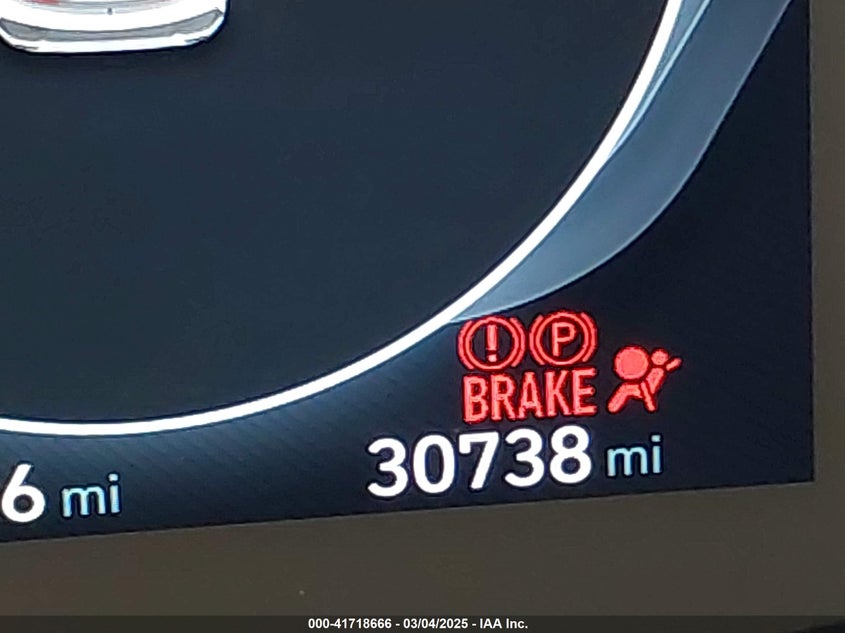 (!) (P)
BRAKE
6 mi
30738 mi
000-41718666 - 03/04/2025 - IAA Inc.